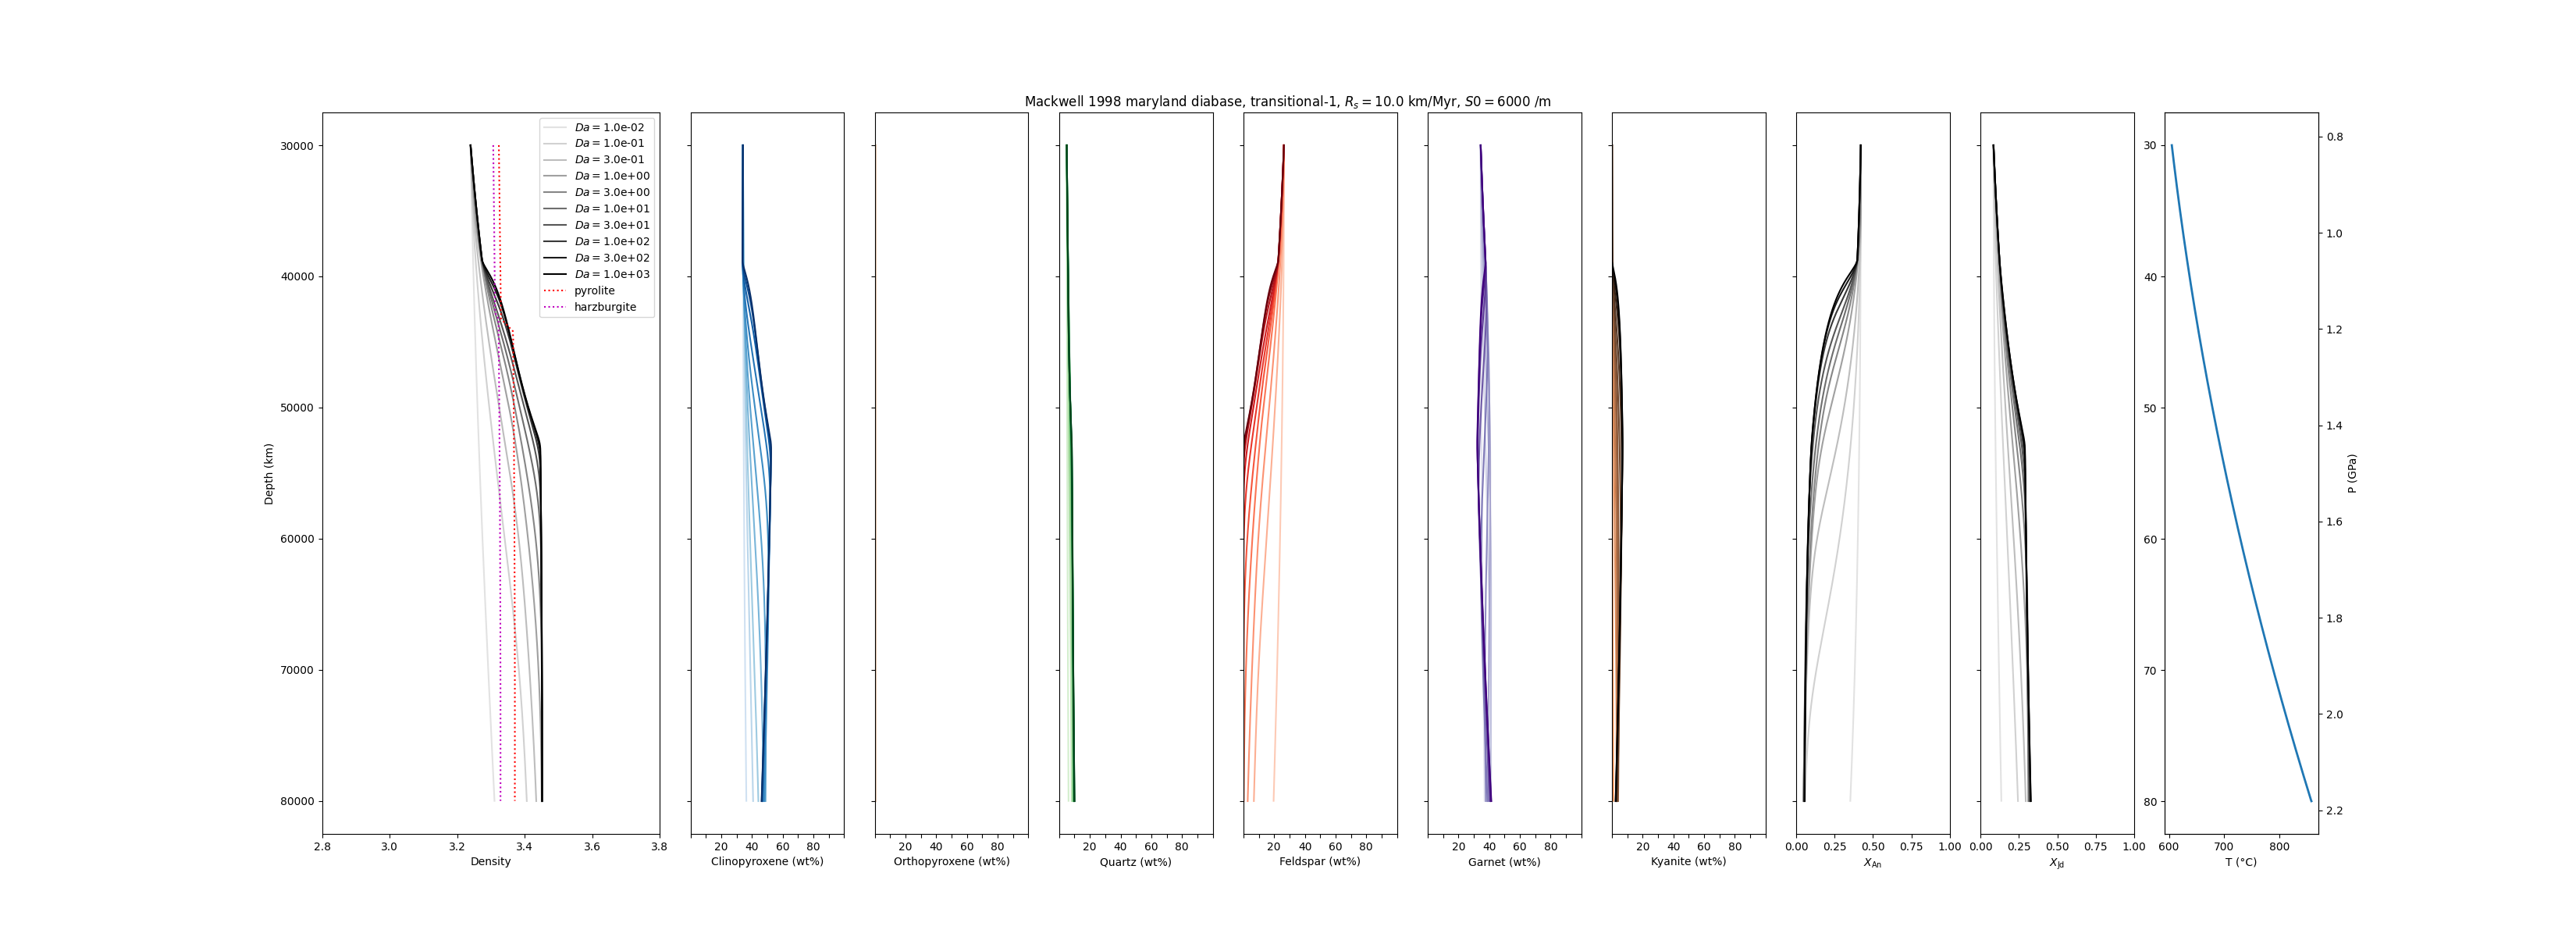 Mackwell 1998 maryland diabase, transitional-1, Rs = 10.0 km/Myr, S0 = 6000 /m
Da = 1.0e-02
Da = 1.0e-01
Da = 3.0e-01
Da = 1.0e+00
Da = 3.0e+00
Da = 1.0e+01
Da = 3.0e+01
Da = 1.0e+02
Da = 3.0e+02
Da = 1.0e+03
pyrolite
harzburgite
Depth (km)
30000
40000
50000
60000
70000
80000
2.8 3.0 3.2 3.4 3.6 3.8
Density
20 40 60 80
Clinopyroxene (wt%)
20 40 60 80
Orthopyroxene (wt%)
20 40 60 80
Quartz (wt%)
20 40 60 80
Feldspar (wt%)
20 40 60 80
Garnet (wt%)
20 40 60 80
Kyanite (wt%)
0.00 0.25 0.50 0.75 1.00
XAn
0.00 0.25 0.50 0.75 1.00
XJd
30
40
50
60
70
80
600 700 800
T (°C)
0.8
1.0
1.2
1.4
1.6
1.8
2.0
2.2
P (GPa)